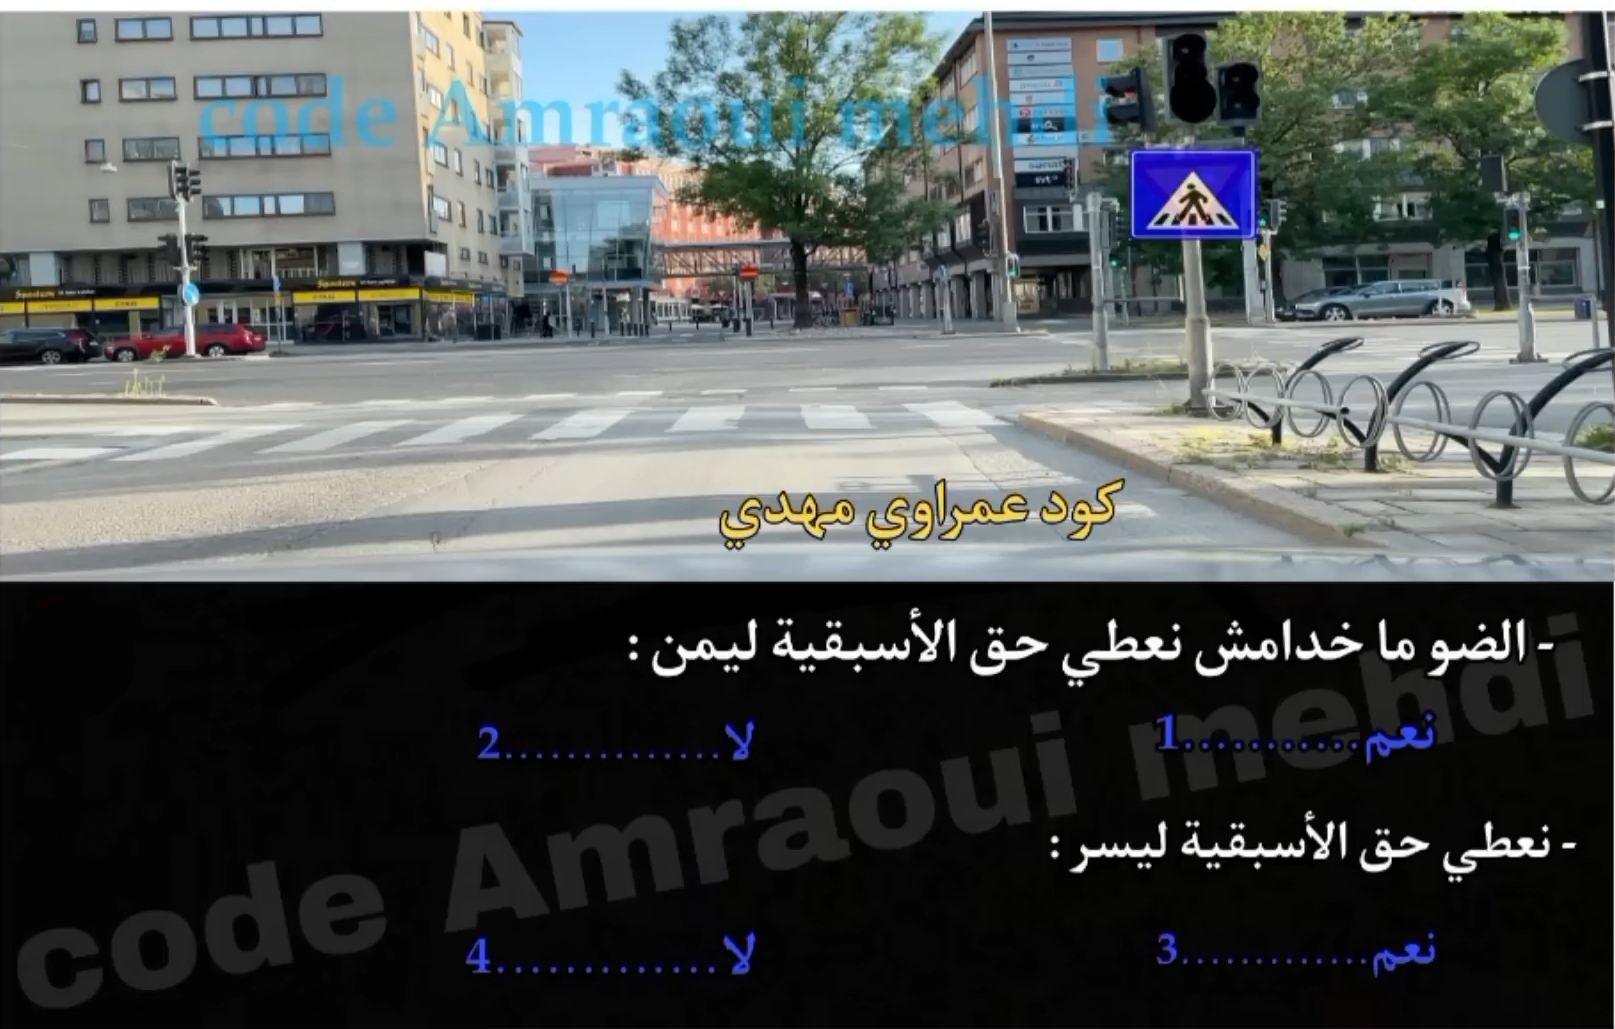 code Amraoui mehdi
كود عمراوي مهدي
- الضو ما خدامش نعطي حق الأسبقية ليمن :
نعم............1
لا..............2
- نعطي حق الأسبقية ليسر :
نعم.............3
لا..............4
code Amraoui mehdi